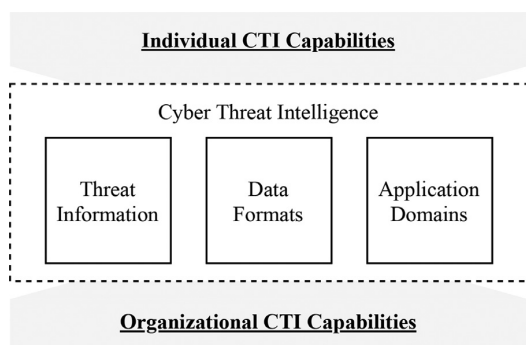 Individual CTI Capabilities
Cyber Threat Intelligence
Threat
Information
Data
Formats
Application
Domains
Organizational CTI Capabilities